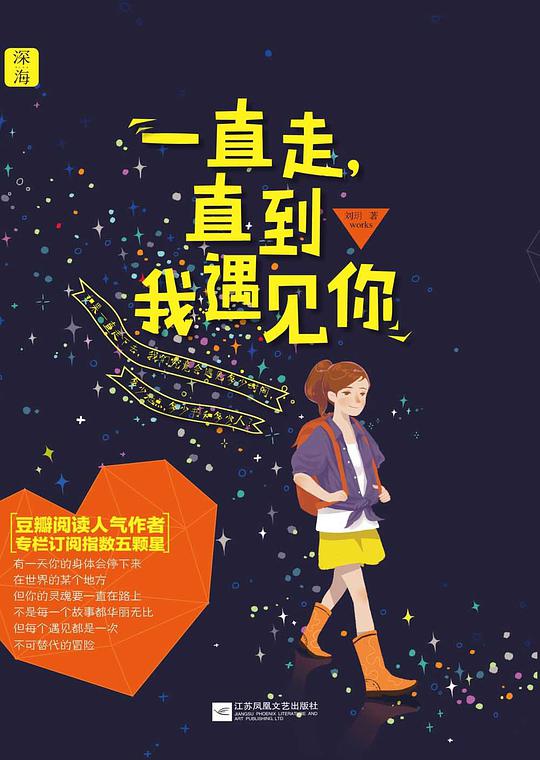 深
海
一直走，
直到
我遇见你
刘玥 著
works
豆瓣阅读人气作者
专栏订阅指数五颗星
有一天你的身体会停下来
在世界的某个地方
但你的灵魂要一直在路上
不是每一个故事都华丽无比
但每个遇见都是一次
不可替代的冒险
江苏凤凰文艺出版社
JIANGSU PHOENIX LITERATURE AND
ART PUBLISHING, LTD